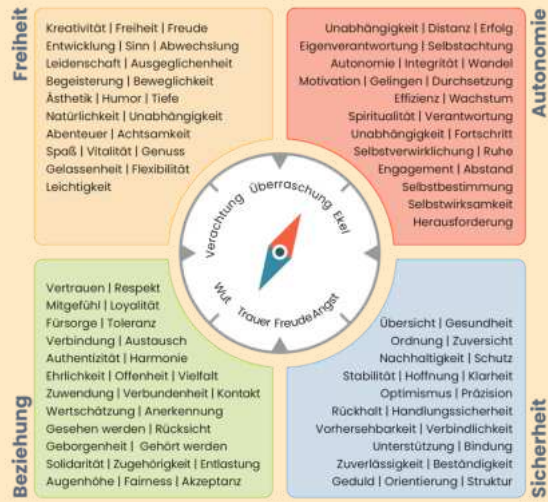 Freiheit
Kreativität | Freiheit | Freude
Entwicklung | Sinn | Abwechslung
Leidenschaft | Ausgeglichenheit
Begeisterung | Beweglichkeit
Ästhetik | Humor | Tiefe
Natürlichkeit | Unabhängigkeit
Abenteuer | Achtsamkeit
Spaß | Vitalität | Genuss
Gelassenheit | Flexibilität
Leichtigkeit
Autonomie
Unabhängigkeit | Distanz | Erfolg
Eigenverantwortung | Selbstachtung
Autonomie | Integrität | Wandel
Motivation | Gelingen | Durchsetzung
Effizienz | Wachstum
Spiritualität | Verantwortung
Unabhängigkeit | Fortschritt
Selbstverwirklichung | Ruhe
Engagement | Abstand
Selbstbestimmung
Selbstwirksamkeit
Herausforderung
Verachtung Überraschung Ekel
Wut Trauer Freude Angst
Beziehung
Vertrauen | Respekt
Mitgefühl | Loyalität
Fürsorge | Toleranz
Verbindung | Austausch
Authentizität | Harmonie
Ehrlichkeit | Offenheit | Vielfalt
Zuwendung | Verbundenheit | Kontakt
Wertschätzung | Anerkennung
Gesehen werden | Rücksicht
Geborgenheit | Gehört werden
Solidarität | Zugehörigkeit | Entlastung
Augenhöhe | Fairness | Akzeptanz
Sicherheit
Übersicht | Gesundheit
Ordnung | Zuversicht
Nachhaltigkeit | Schutz
Stabilität | Hoffnung | Klarheit
Optimismus | Präzision
Rückhalt | Handlungssicherheit
Vorhersehbarkeit | Verbindlichkeit
Unterstützung | Bindung
Zuverlässigkeit | Beständigkeit
Geduld | Orientierung | Struktur